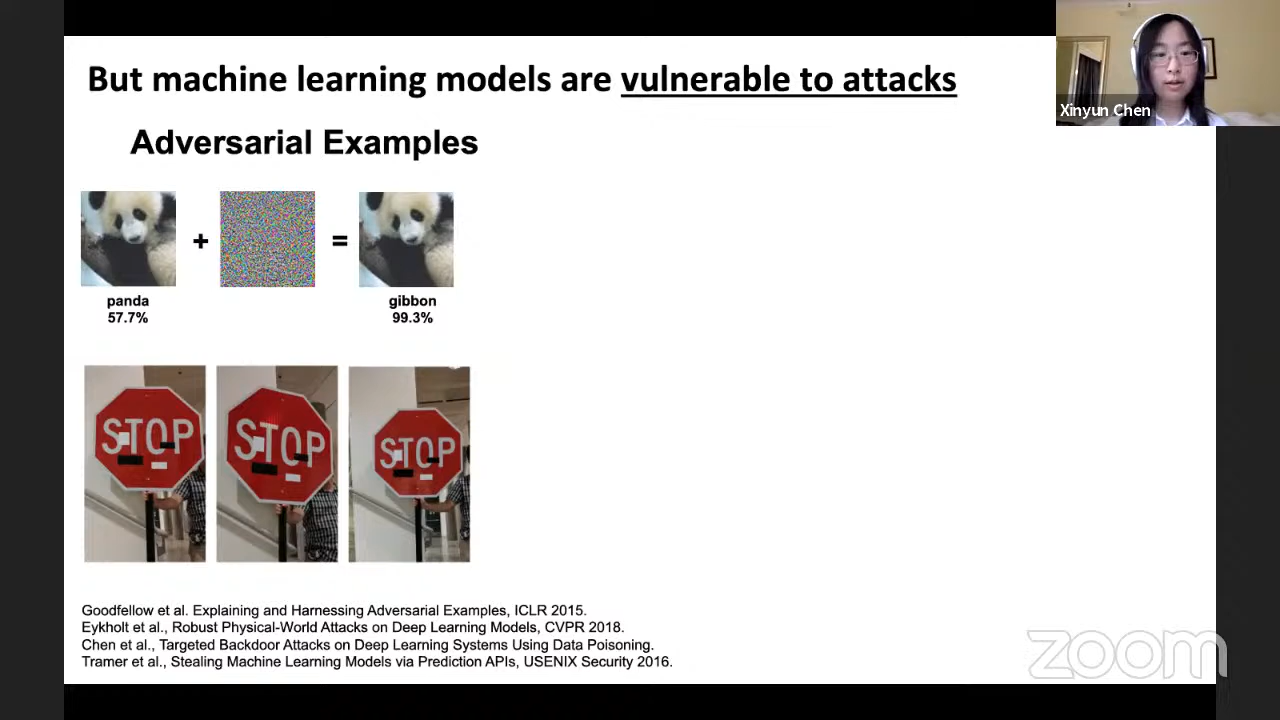 But machine learning models are vulnerable to attacks
Xinyun Chen
Adversarial Examples
+
=
panda
57.7%
gibbon
99.3%
STOP
STOP
STOP
Goodfellow et al. Explaining and Harnessing Adversarial Examples, ICLR 2015.
Eykholt et al., Robust Physical-World Attacks on Deep Learning Models, CVPR 2018.
Chen et al., Targeted Backdoor Attacks on Deep Learning Systems Using Data Poisoning.
Tramer et al., Stealing Machine Learning Models via Prediction APIs, USENIX Security 2016.
zoom